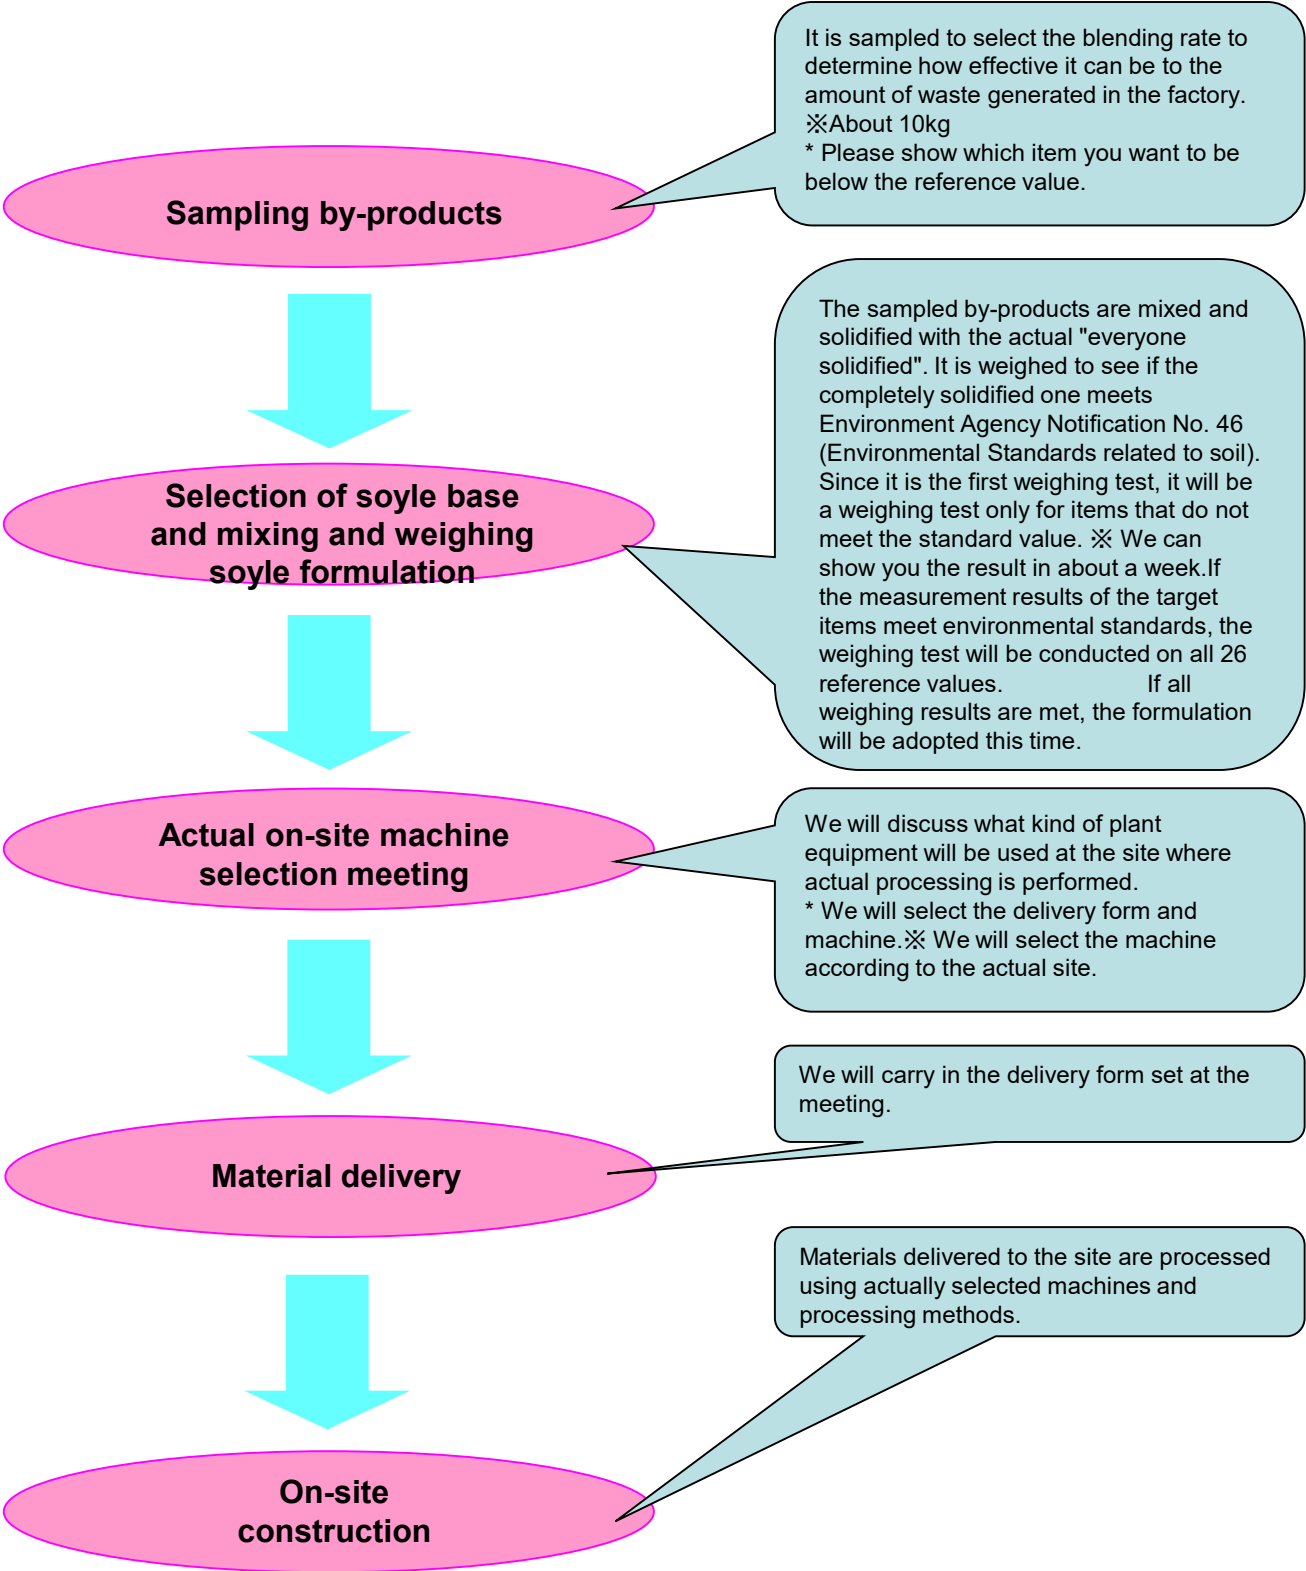 It is sampled to select the blending rate to
determine how effective it can be to the
amount of waste generated in the factory.
※About 10kg
* Please show which item you want to be
below the reference value.
Sampling by-products
The sampled by-products are mixed and
solidified with the actual "everyone
solidified". It is weighed to see if the
completely solidified one meets
Environment Agency Notification No. 46
(Environmental Standards related to soil).
Since it is the first weighing test, it will be
a weighing test only for items that do not
meet the standard value. ※ We can
show you the result in about a week.If
the measurement results of the target
items meet environmental standards, the
weighing test will be conducted on all 26
reference values. If all
weighing results are met, the formulation
will be adopted this time.
Selection of soyle base
and mixing and weighing
soyle formulation
We will discuss what kind of plant
equipment will be used at the site where
actual processing is performed.
* We will select the delivery form and
machine.※ We will select the machine
according to the actual site.
Actual on-site machine
selection meeting
We will carry in the delivery form set at the
meeting.
Material delivery
Materials delivered to the site are processed
using actually selected machines and
processing methods.
On-site
construction